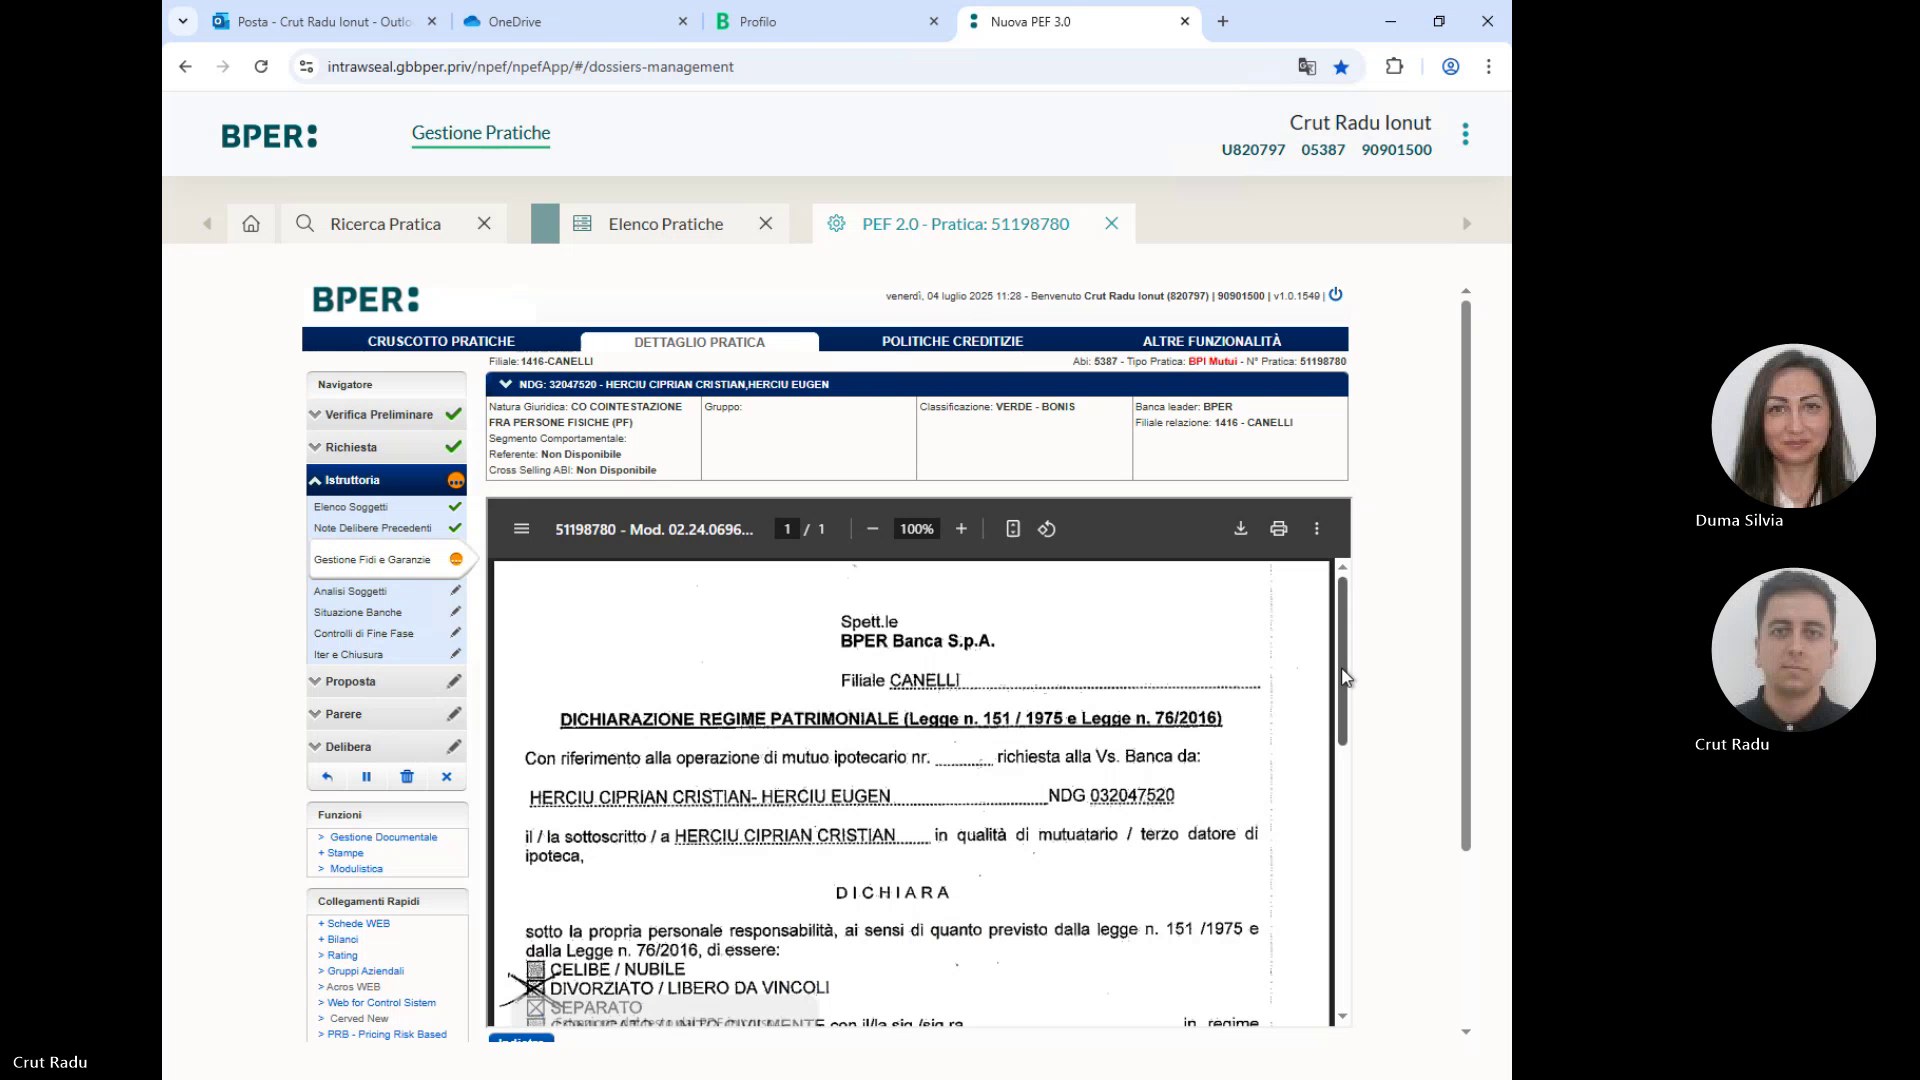 Posta - Crut Radu Ionut - Outlo
OneDrive
Profilo
Nuova PEF 3.0
intrawseal.gbbper.priv/npef/npefApp/#/dossiers-management
BPER:
Gestione Pratiche
Crut Radu Ionut
U820797 05387 90901500
Ricerca Pratica
Elenco Pratiche
PEF 2.0 - Pratica: 51198780
BPER:
venerdì, 04 luglio 2025 11:28 - Benvenuto Crut Radu Ionut (820797) | 90901500 | v1.0.1549 |
CRUSCOTTO PRATICHE
DETTAGLIO PRATICA
POLITICHE CREDITIZIE
ALTRE FUNZIONALITÀ
Filiale: 1416-CANELLI
Abi: 5387 - Tipo Pratica: BPI Mutui - N° Pratica: 51198780
NDG: 32047520 - HERCIU CIPRIAN CRISTIAN,HERCIU EUGEN
Natura Giuridica: CO COINTESTAZIONE
FRA PERSONE FISICHE (PF)
Segmento Comportamentale:
Referente: Non Disponibile
Cross Selling ABI: Non Disponibile
Gruppo:
Classificazione: VERDE - BONIS
Banca leader: BPER
Filiale relazione: 1416 - CANELLI
Navigatore
Verifica Preliminare
Richiesta
Istruttoria
Elenco Soggetti
Note Delibere Precedenti
Gestione Fidi e Garanzie
Analisi Soggetti
Situazione Banche
Controlli di Fine Fase
Iter e Chiusura
Proposta
Parere
Delibera
Funzioni
> Gestione Documentale
+ Stampe
> Modulistica
Collegamenti Rapidi
+ Schede WEB
+ Bilanci
> Rating
> Gruppi Aziendali
> Acros WEB
> Web for Control Sistem
> Cerved New
> PRB - Pricing Risk Based
51198780 - Mod. 02.24.0696...
1 / 1
100%
Spett.le
BPER Banca S.p.A.
Filiale CANELLI
DICHIARAZIONE REGIME PATRIMONIALE (Legge n. 151 / 1975 e Legge n. 76/2016)
Con riferimento alla operazione di mutuo ipotecario nr. .......... richiesta alla Vs. Banca da:
HERCIU CIPRIAN CRISTIAN- HERCIU EUGEN NDG 032047520
il / la sottoscritto / a HERCIU CIPRIAN CRISTIAN in qualità di mutuatario / terzo datore di
ipoteca,
DICHIARA
sotto la propria personale responsabilità, ai sensi di quanto previsto dalla legge n. 151 /1975 e
dalla Legge n. 76/2016, di essere:
CELIBE / NUBILE
DIVORZIATO / LIBERO DA VINCOLI
SEPARATO
con il/la sig./sig.ra in regime
Indietro
Duma Silvia
Crut Radu
Crut Radu